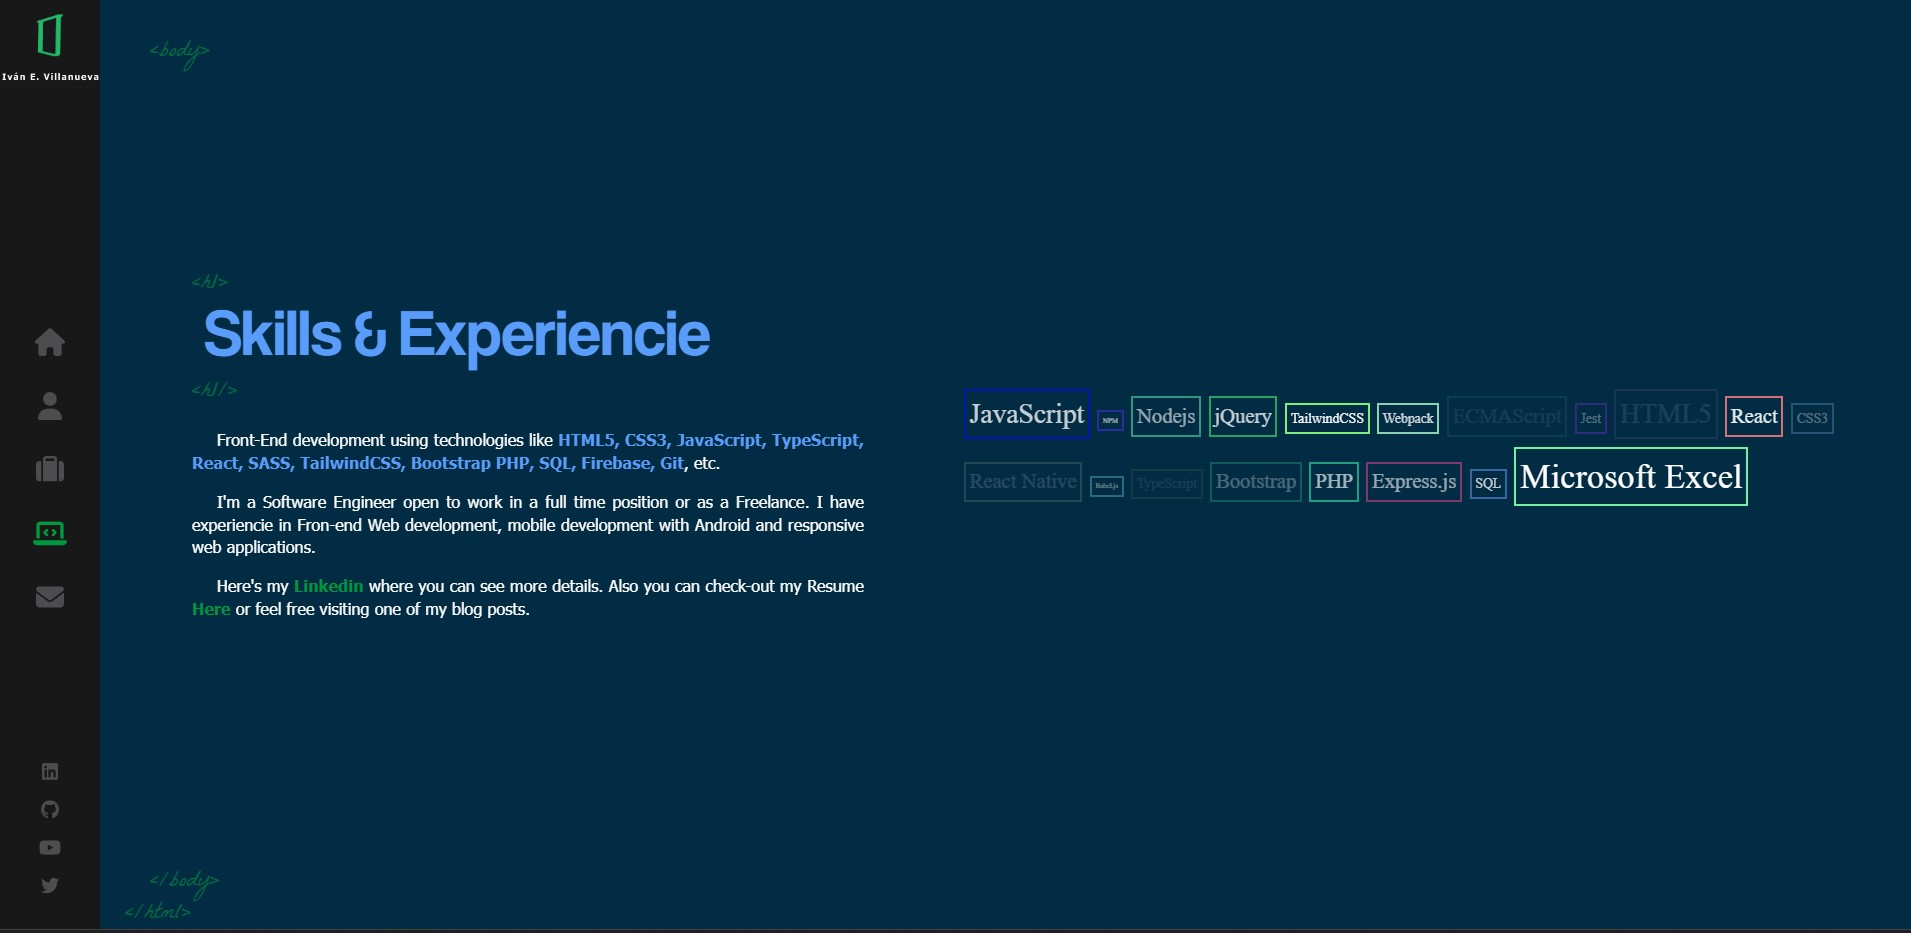 Iván E. Villanueva
<body>
<h1>
Skills & Experiencie
<h1/>
Front-End development using technologies like HTML5, CSS3, JavaScript, TypeScript,
React, SASS, TailwindCSS, Bootstrap PHP, SQL, Firebase, Git, etc.
I'm a Software Engineer open to work in a full time position or as a Freelance. I have
experiencie in Fron-end Web development, mobile development with Android and responsive
web applications.
Here's my Linkedin where you can see more details. Also you can check-out my Resume
Here or feel free visiting one of my blog posts.
JavaScript NPM Nodejs jQuery TailwindCSS Webpack ECMAScript Jest HTML5 React CSS3
React Native Babel.js TypeScript Bootstrap PHP Express.js SQL Microsoft Excel
</body>
</html>